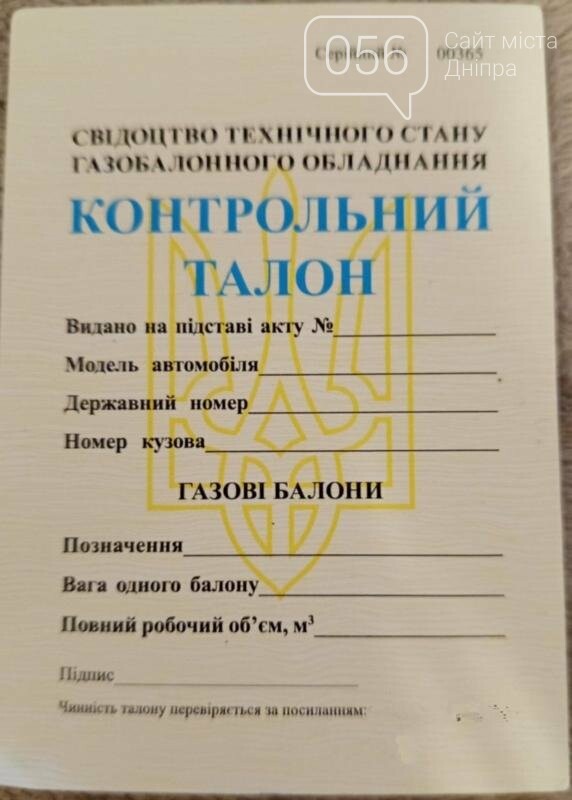 Серійний № 00365
056
Сайт міста
Дніпра
СВІДОЦТВО ТЕХНІЧНОГО СТАНУ
ГАЗОБАЛОННОГО ОБЛАДНАННЯ
КОНТРОЛЬНИЙ
ТАЛОН
Видано на підставі акту №
Модель автомобіля
Державний номер
Номер кузова
ГАЗОВІ БАЛОНИ
Позначення
Вага одного балону
Повний робочий об’єм, м³
Підпис
Чинність талону перевіряється за посиланням: